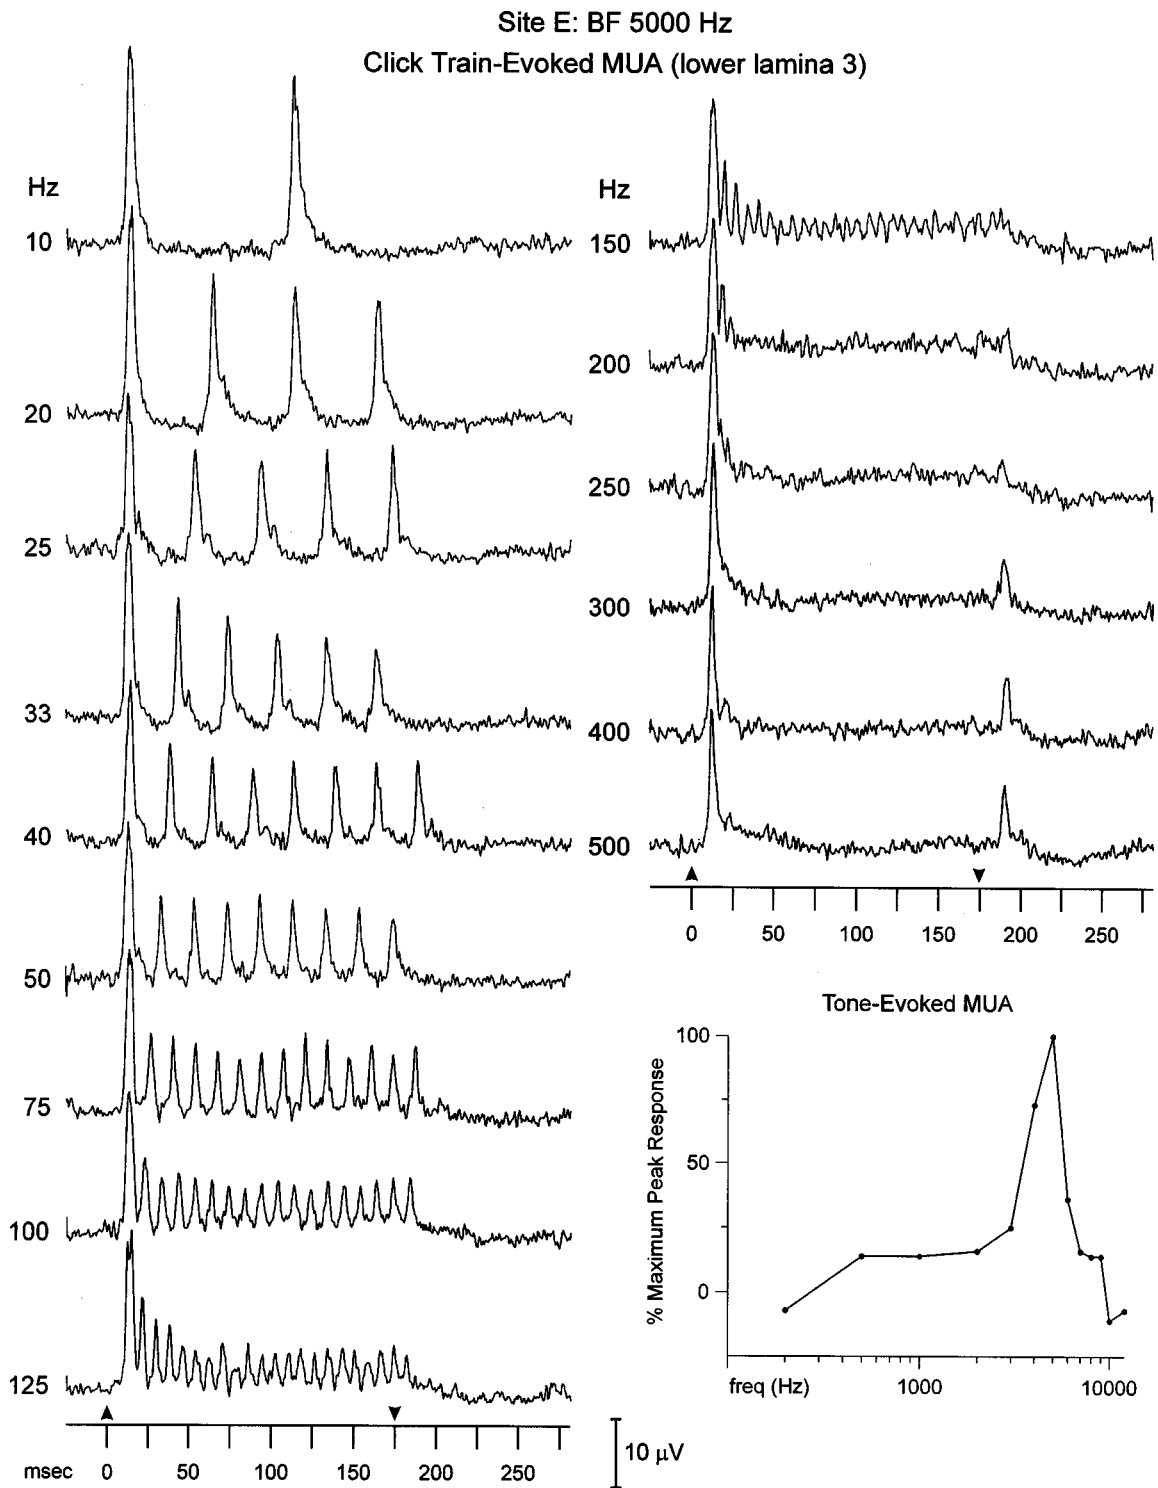 Site E: BF 5000 Hz
Click Train-Evoked MUA (lower lamina 3)
Hz
10
20
25
33
40
50
75
100
125
msec 0 50 100 150 200 250
10 µV
Hz
150
200
250
300
400
500
0 50 100 150 200 250
Tone-Evoked MUA
% Maximum Peak Response
100
50
0
freq (Hz) 1000 10000